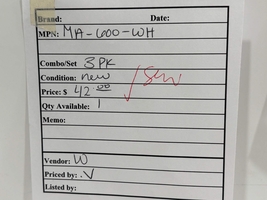 Brand: Date:
MPN: MA-600-WH
Combo/Set 3PK
Condition: new
Price: $ 42.00
Qty Available: 1
Memo:
Vendor: W
Priced by: .V
Listed by: